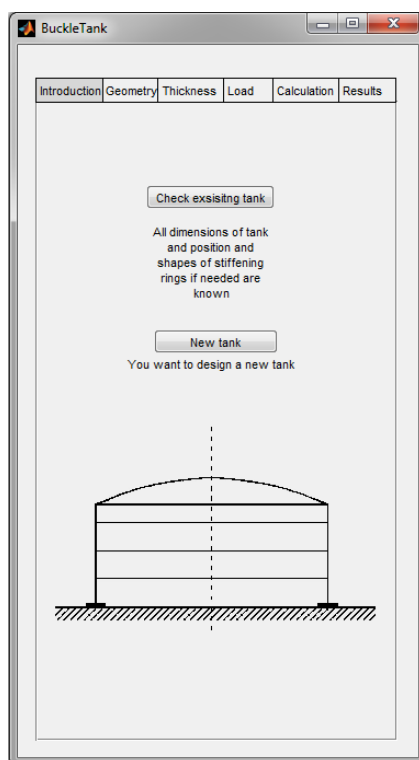 BuckleTank
Introduction Geometry Thickness Load Calculation Results
Check exsisitng tank
All dimensions of tank
and position and
shapes of stiffening
rings if needed are
known
New tank
You want to design a new tank